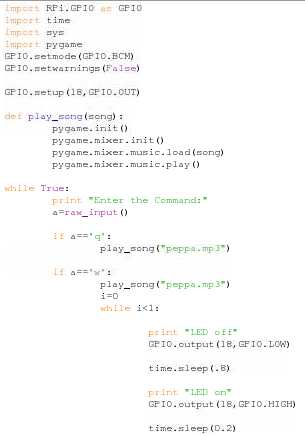 import RPi.GPIO as GPIO
import time
import sys
import pygame
GPIO.setmode(GPIO.BCM)
GPIO.setwarnings(False)

GPIO.setup(18,GPIO.OUT)

def play_song(song):
        pygame.init()
        pygame.mixer.init()
        pygame.mixer.music.load(song)
        pygame.mixer.music.play()

while True:
        print "Enter the Command:"
        a=raw_input()

        if a=='q':
                play_song("peppa.mp3")

        if a=='w':
                play_song("peppa.mp3")
                i=0
                while i<1:

                        print "LED off"
                        GPIO.output(18,GPIO.LOW)

                        time.sleep(.8)

                        print "LED on"
                        GPIO.output(18,GPIO.HIGH)

                        time.sleep(0.2)